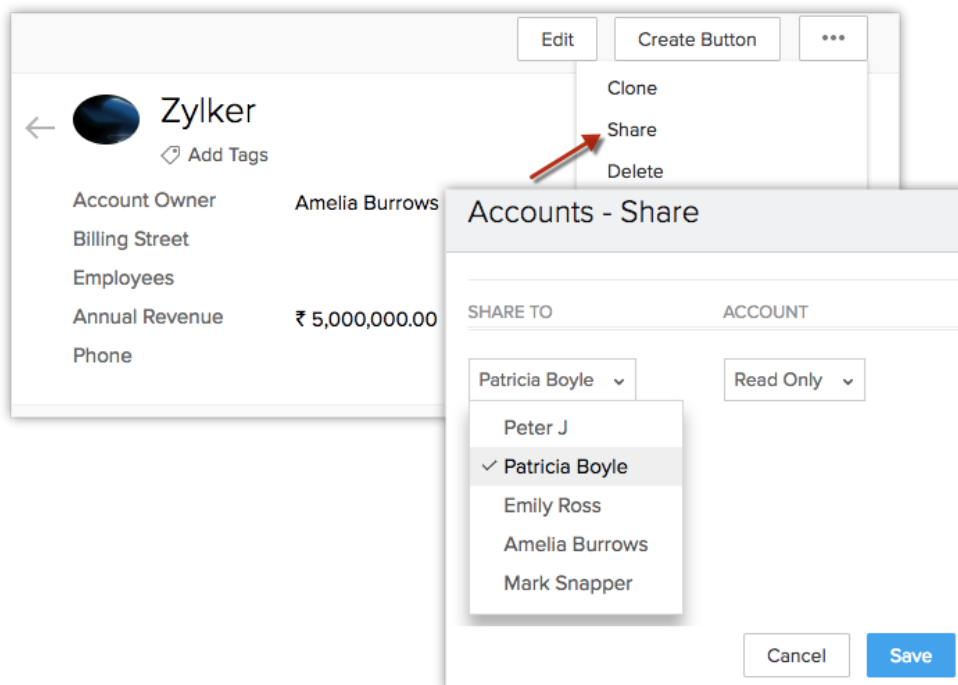 Edit
Create Button
•••
Clone
Share
Delete
Zylker
Add Tags
Account Owner Amelia Burrows
Billing Street
Employees
Annual Revenue ₹ 5,000,000.00
Phone
Accounts - Share
SHARE TO ACCOUNT
Patricia Boyle Read Only
Peter J
Patricia Boyle
Emily Ross
Amelia Burrows
Mark Snapper
Cancel Save